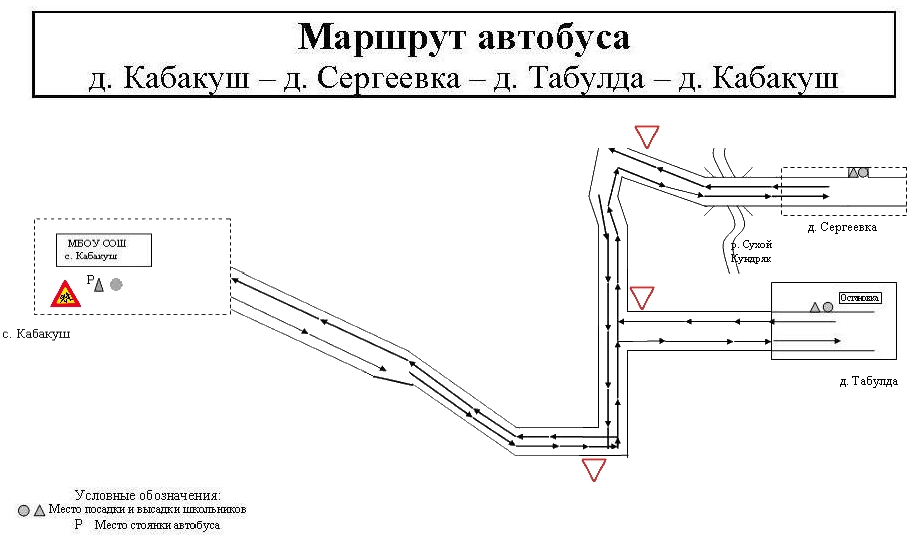 Маршрут автобуса
д. Кабакуш – д. Сергеевка – д. Табулда – д. Кабакуш
МБОУ СОШ
с. Кабакуш
Р
с. Кабакуш
д. Сергеевка
р. Сухой
Кундряк
Остановка
д. Табулда
Условные обозначения:
Место посадки и высадки школьников
Р Место стоянки автобуса